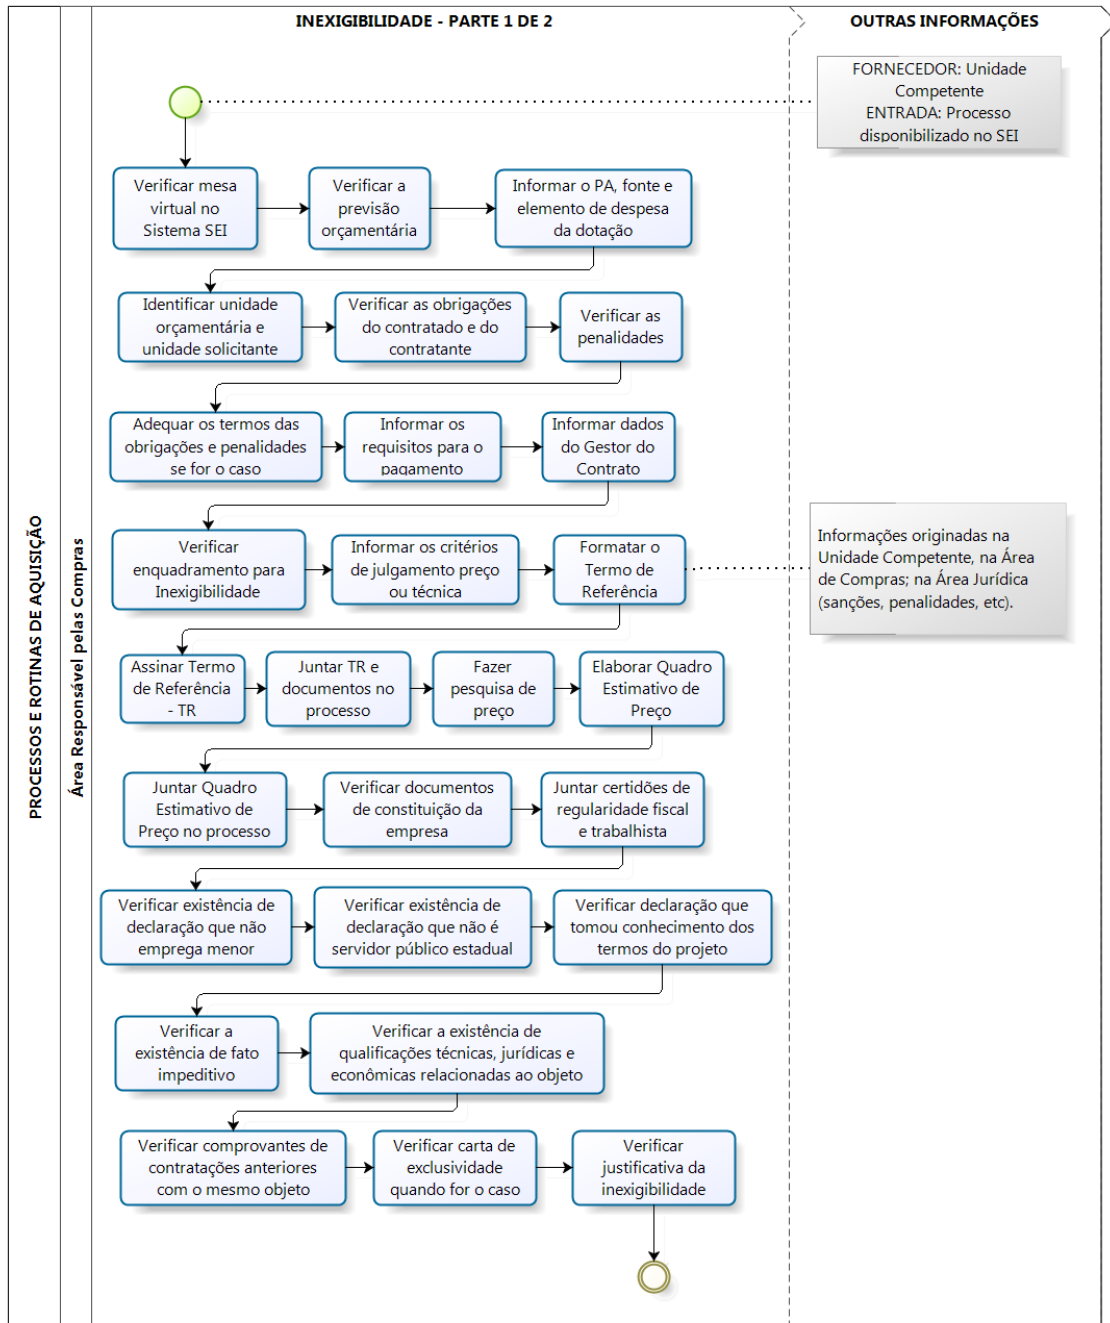 INEXIGIBILIDADE - PARTE 1 DE 2
OUTRAS INFORMAÇÕES
PROCESSOS E ROTINAS DE AQUISIÇÃO
Área Responsável pelas Compras
FORNECEDOR: Unidade
Competente
ENTRADA: Processo
disponibilizado no SEI
Verificar mesa
virtual no
Sistema SEI
Verificar a
previsão
orçamentária
Informar o PA, fonte e
elemento de despesa
da dotação
Identificar unidade
orçamentária e
unidade solicitante
Verificar as obrigações
do contratado e do
contratante
Verificar as
penalidades
Adequar os termos das
obrigações e penalidades
se for o caso
Informar os
requisitos para o
pagamento
Informar dados
do Gestor do
Contrato
Verificar
enquadramento para
Inexigibilidade
Informar os critérios
de julgamento preço
ou técnica
Formatar o
Termo de
Referência
Informações originadas na
Unidade Competente, na Área
de Compras; na Área Jurídica
(sanções, penalidades, etc).
Assinar Termo
de Referência
- TR
Juntar TR e
documentos no
processo
Fazer
pesquisa de
preço
Elaborar Quadro
Estimativo de
Preço
Juntar Quadro
Estimativo de
Preço no processo
Verificar documentos
de constituição da
empresa
Juntar certidões de
regularidade fiscal
e trabalhista
Verificar existência de
declaração que não
emprega menor
Verificar existência de
declaração que não é
servidor público estadual
Verificar declaração que
tomou conhecimento dos
termos do projeto
Verificar a
existência de fato
impeditivo
Verificar a existência de
qualificações técnicas, jurídicas e
econômicas relacionadas ao objeto
Verificar comprovantes de
contratações anteriores
com o mesmo objeto
Verificar carta de
exclusividade
quando for o caso
Verificar
justificativa da
inexigibilidade